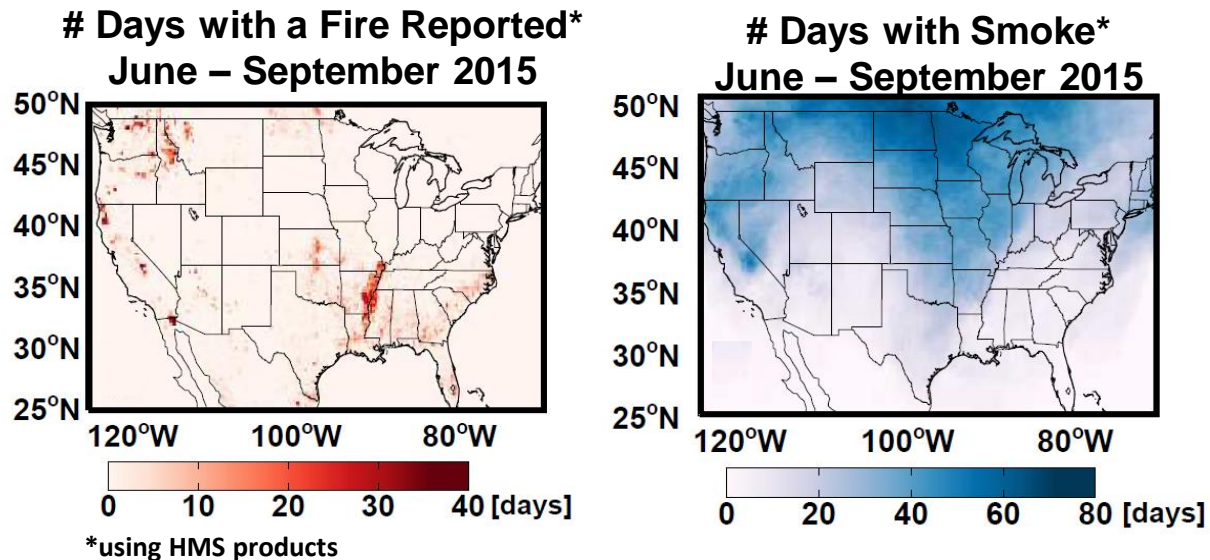 # Days with a Fire Reported*
June – September 2015
50°N
45°N
40°N
35°N
30°N
25°N
120°W 100°W 80°W
0 10 20 30 40 [days]
*using HMS products
# Days with Smoke*
June – September 2015
50°N
45°N
40°N
35°N
30°N
25°N
120°W 100°W 80°W
0 20 40 60 80 [days]